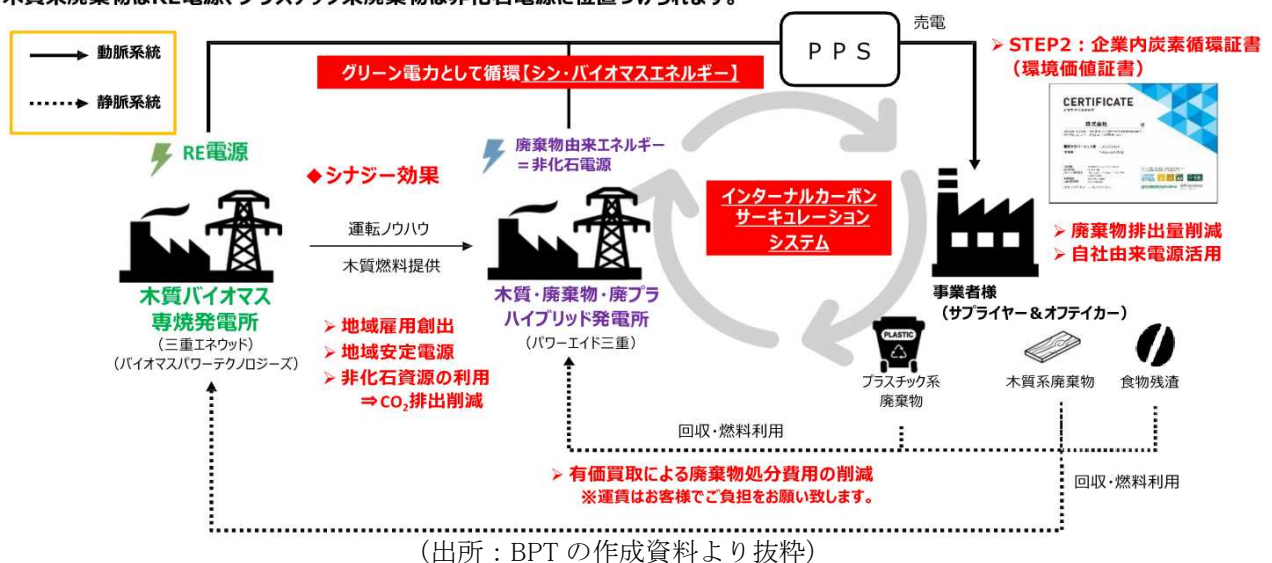 木質系廃棄物はRE電源、プラスチック系廃棄物は非化石電源に位置づけられます。
動脈系統
静脈系統
売電
PPS
グリーン電力として循環【シン・バイオマスエネルギー】
➢ STEP2：企業内炭素循環証書
（環境価値証書）
CERTIFICATE
株式会社
RE電源
廃棄物由来エネルギー
＝非化石電源
◆シナジー効果
運転ノウハウ
木質燃料提供
インターナルカーボン
サーキュレーション
システム
➢ 廃棄物排出量削減
➢ 自社由来電源活用
木質バイオマス
専焼発電所
（三重エネウッド）
（バイオマスパワーテクノロジーズ）
木質・廃棄物・廃プラ
ハイブリッド発電所
（パワーエイド三重）
事業者様
（サプライヤー＆オフテイカー）
➢ 地域雇用創出
➢ 地域安定電源
➢ 非化石資源の利用
⇒CO₂排出削減
PLASTIC
プラスチック系
廃棄物
木質系廃棄物
食物残渣
回収・燃料利用
➢ 有価買取による廃棄物処分費用の削減
※運賃はお客様でご負担をお願い致します。
回収・燃料利用
（出所：BPT の作成資料より抜粋）